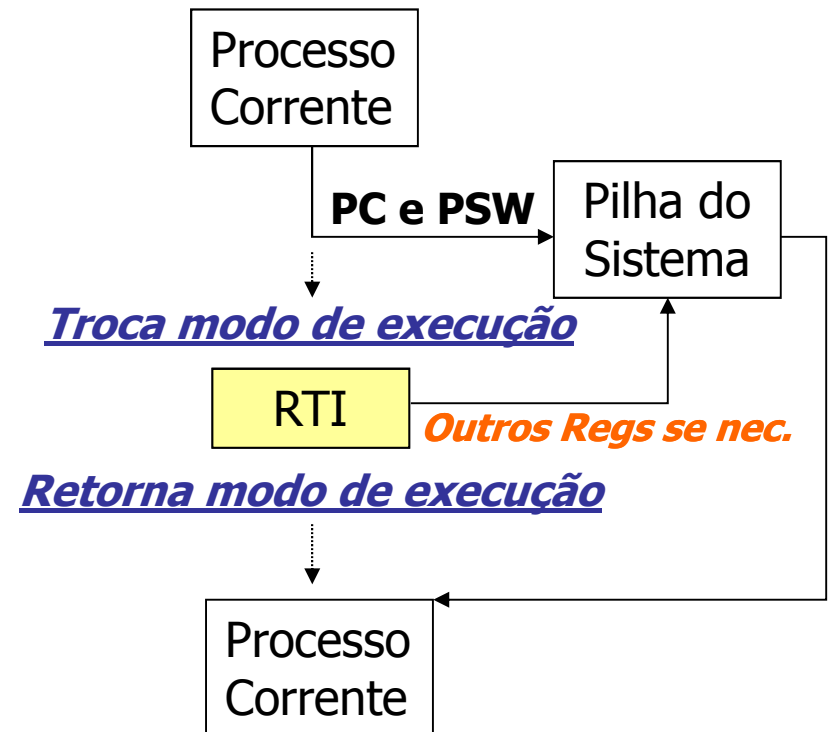 Processo
Corrente
PC e PSW
Pilha do
Sistema
Troca modo de execução
RTI
Outros Regs se nec.
Retorna modo de execução
Processo
Corrente